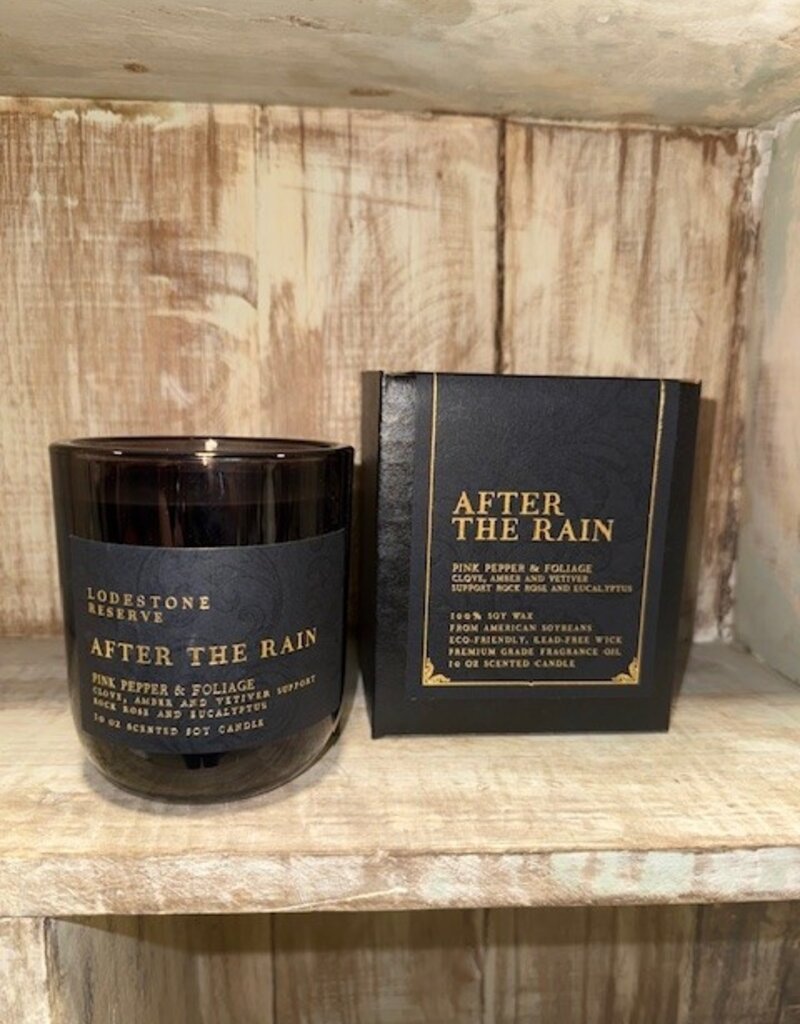 LODESTONE
RESERVE
AFTER THE RAIN
PINK PEPPER & FOLIAGE
CLOVE, AMBER AND VETIVER SUPPORT
ROCK ROSE AND EUCALYPTUS
10 OZ SCENTED SOY CANDLE
AFTER
THE RAIN
PINK PEPPER & FOLIAGE
CLOVE, AMBER AND VETIVER
SUPPORT ROCK ROSE AND EUCALYPTUS
100% SOY WAX
FROM AMERICAN SOYBEANS
ECO-FRIENDLY, LEAD-FREE WICK
PREMIUM GRADE FRAGRANCE OIL
10 OZ SCENTED CANDLE